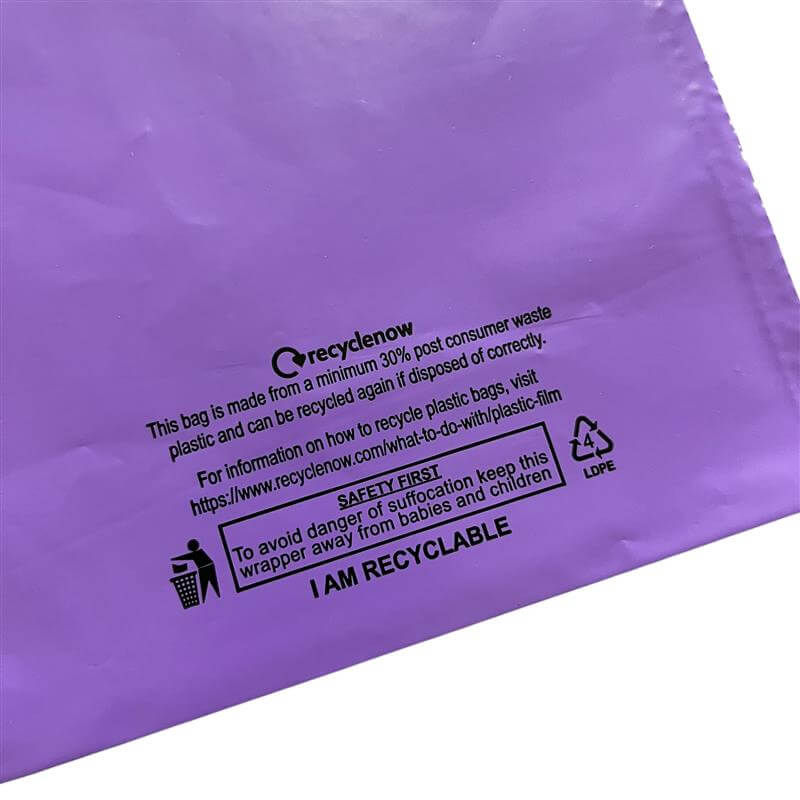 recyclenow
This bag is made from a minimum 30% post consumer waste
plastic and can be recycled again if disposed of correctly.
For information on how to recycle plastic bags, visit
https://www.recyclenow.com/what-to-do-with/plastic-film
4
LDPE
SAFETY FIRST
To avoid danger of suffocation keep this
wrapper away from babies and children
I AM RECYCLABLE